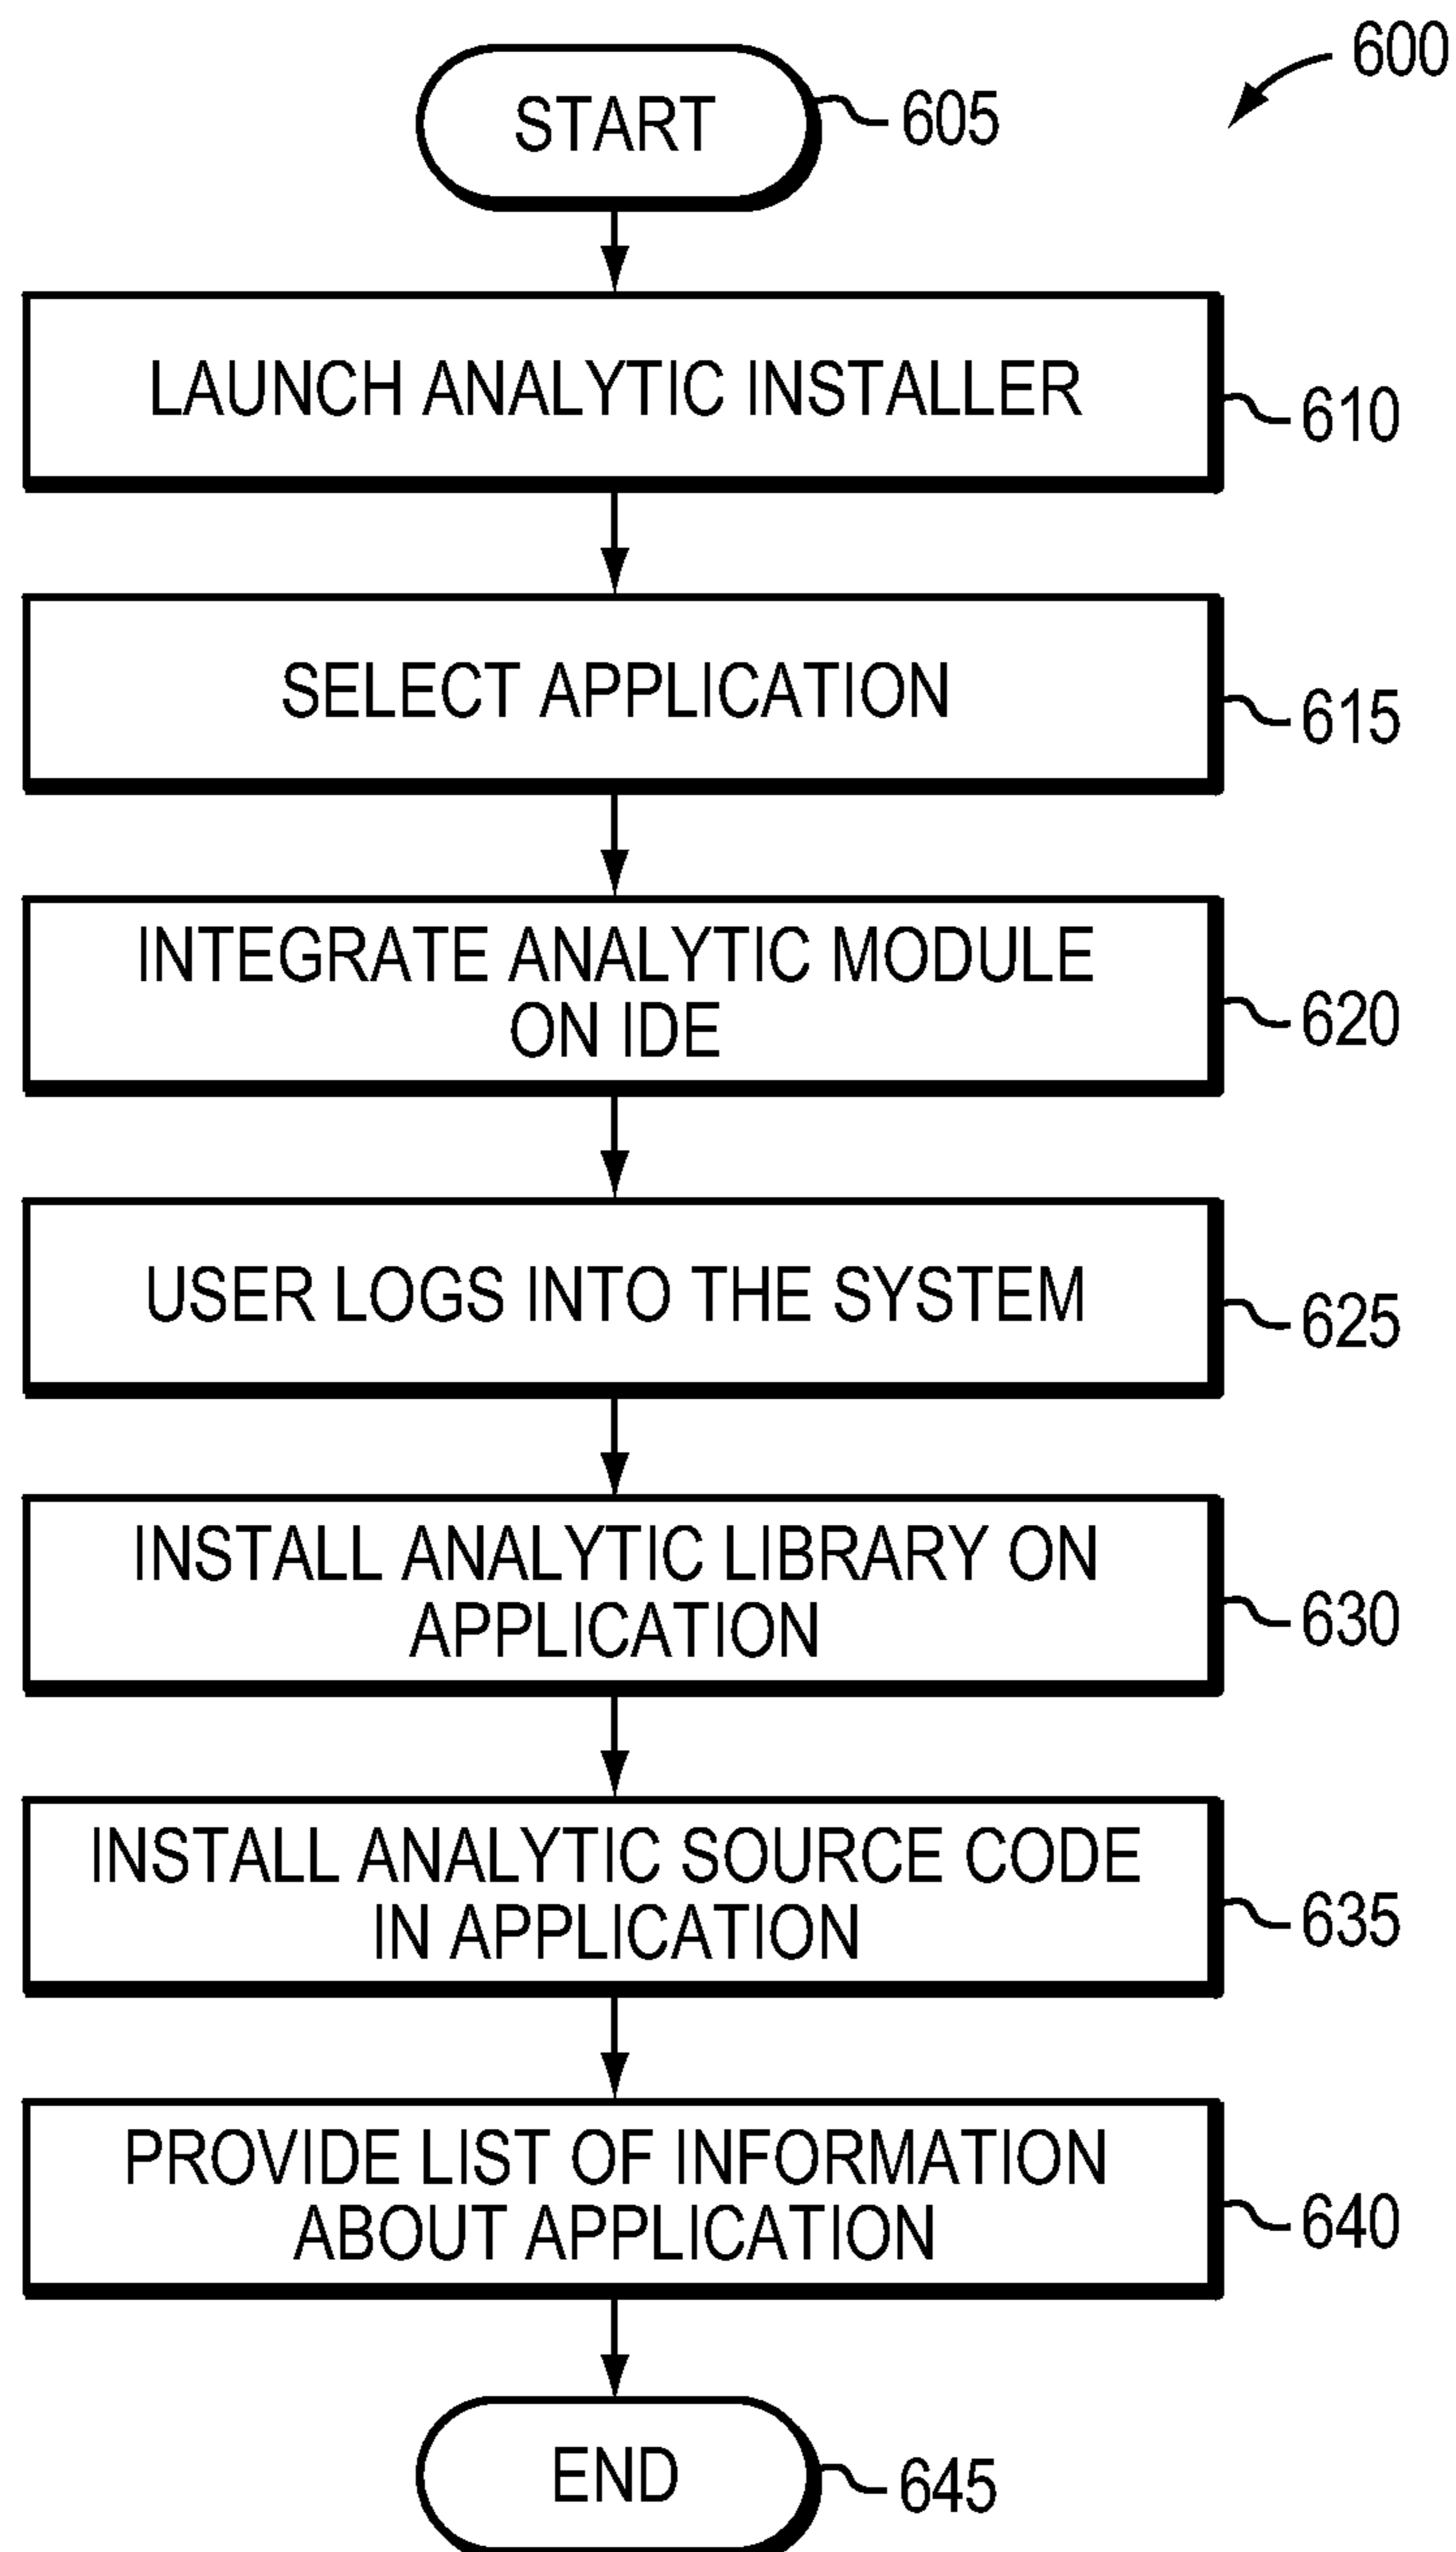 600
START
605
LAUNCH ANALYTIC INSTALLER
610
SELECT APPLICATION
615
INTEGRATE ANALYTIC MODULE
ON IDE
620
USER LOGS INTO THE SYSTEM
625
INSTALL ANALYTIC LIBRARY ON
APPLICATION
630
INSTALL ANALYTIC SOURCE CODE
IN APPLICATION
635
PROVIDE LIST OF INFORMATION
ABOUT APPLICATION
640
END
645